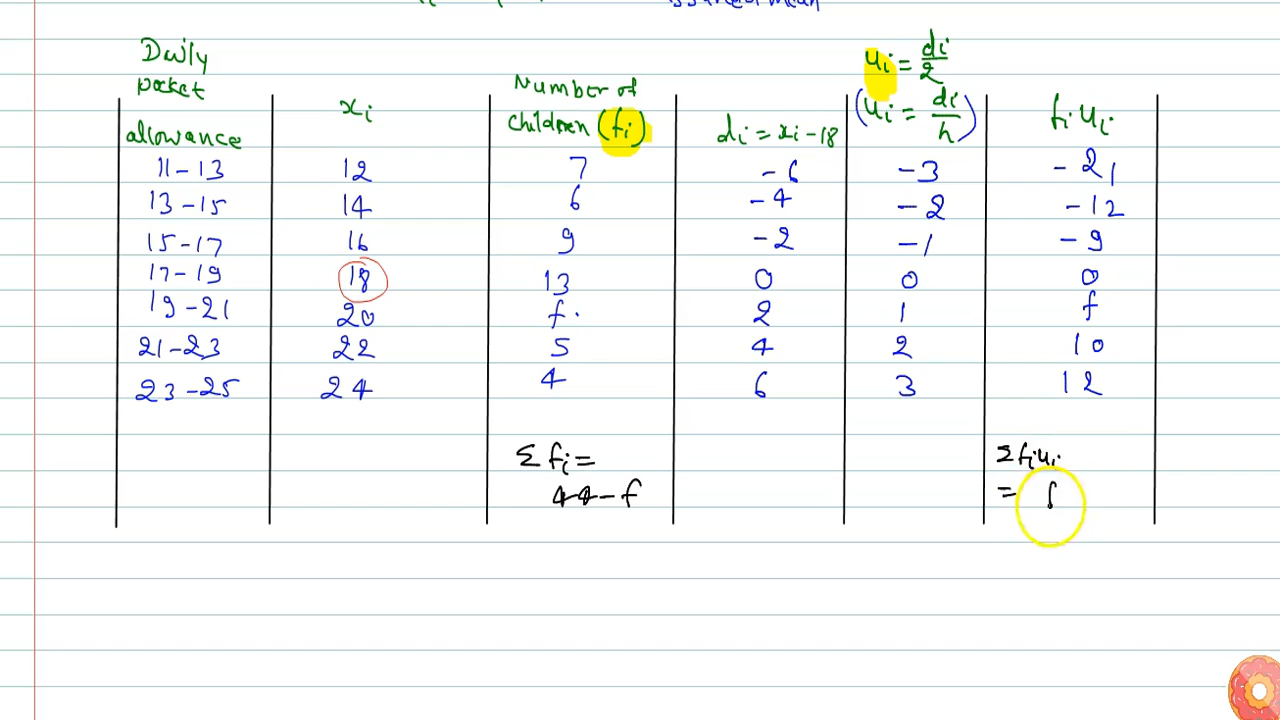 Daily pocket allowance | xi | Number of children (fi) | di = xi - 18 | ui = di/2 (ui = di/h) | fi ui
11-13 | 12 | 7 | -6 | -3 | -21
13-15 | 14 | 6 | -4 | -2 | -12
15-17 | 16 | 9 | -2 | -1 | -9
17-19 | 18 | 13 | 0 | 0 | 0
19-21 | 20 | f. | 2 | 1 | f
21-23 | 22 | 5 | 4 | 2 | 10
23-25 | 24 | 4 | 6 | 3 | 12
Σfi = | Σfiui
44-f | =